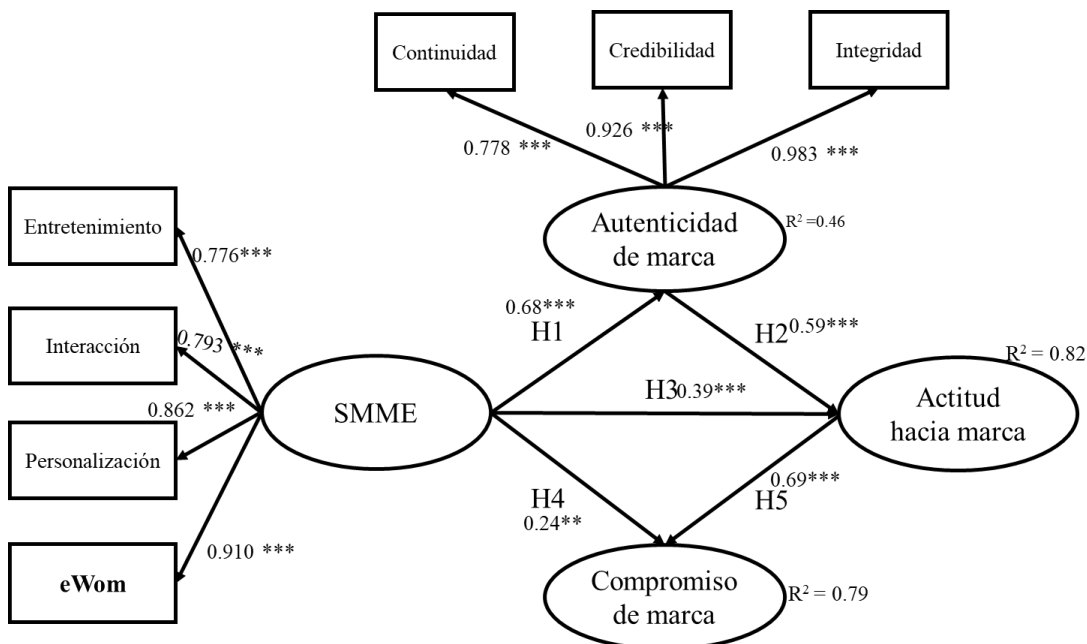 Continuidad
Credibilidad
Integridad
0.778 ***
0.926 ***
0.983 ***
Autenticidad
de marca
R² =0.46
Entretenimiento
0.776***
Interacción
0.793 ***
Personalización
0.862 ***
eWom
0.910 ***
SMME
0.68***
H1
H2 0.59***
H3 0.39***
R² = 0.82
Actitud
hacia marca
H4
0.24**
0.69***
H5
Compromiso
de marca
R² = 0.79